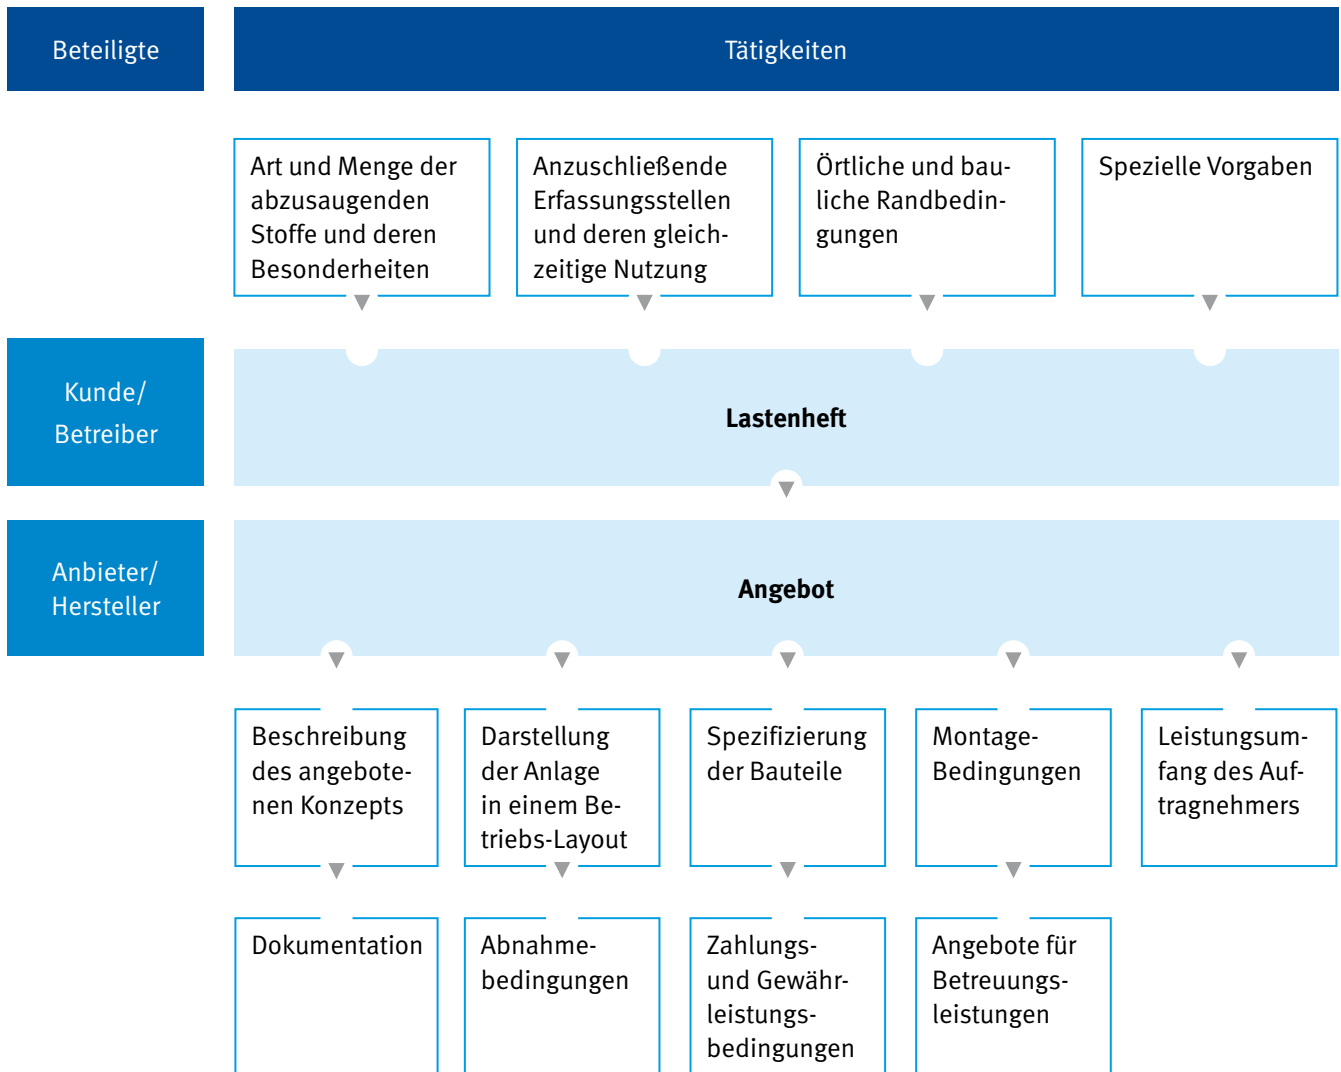 Beteiligte
Tätigkeiten
Art und Menge der
abzusaugenden
Stoffe und deren
Besonderheiten
Anzuschließende
Erfassungsstellen
und deren gleich-
zeitige Nutzung
Örtliche und bau-
liche Randbedin-
gungen
Spezielle Vorgaben
Kunde/
Betreiber
Lastenheft
Anbieter/
Hersteller
Angebot
Beschreibung
des angebote-
nen Konzepts
Darstellung
der Anlage
in einem Be-
triebs-Layout
Spezifizierung
der Bauteile
Montage-
Bedingungen
Leistungsum-
fang des Auf-
tragnehmers
Dokumentation
Abnahme-
bedingungen
Zahlungs-
und Gewähr-
leistungs-
bedingungen
Angebote für
Betreuungs-
leistungen